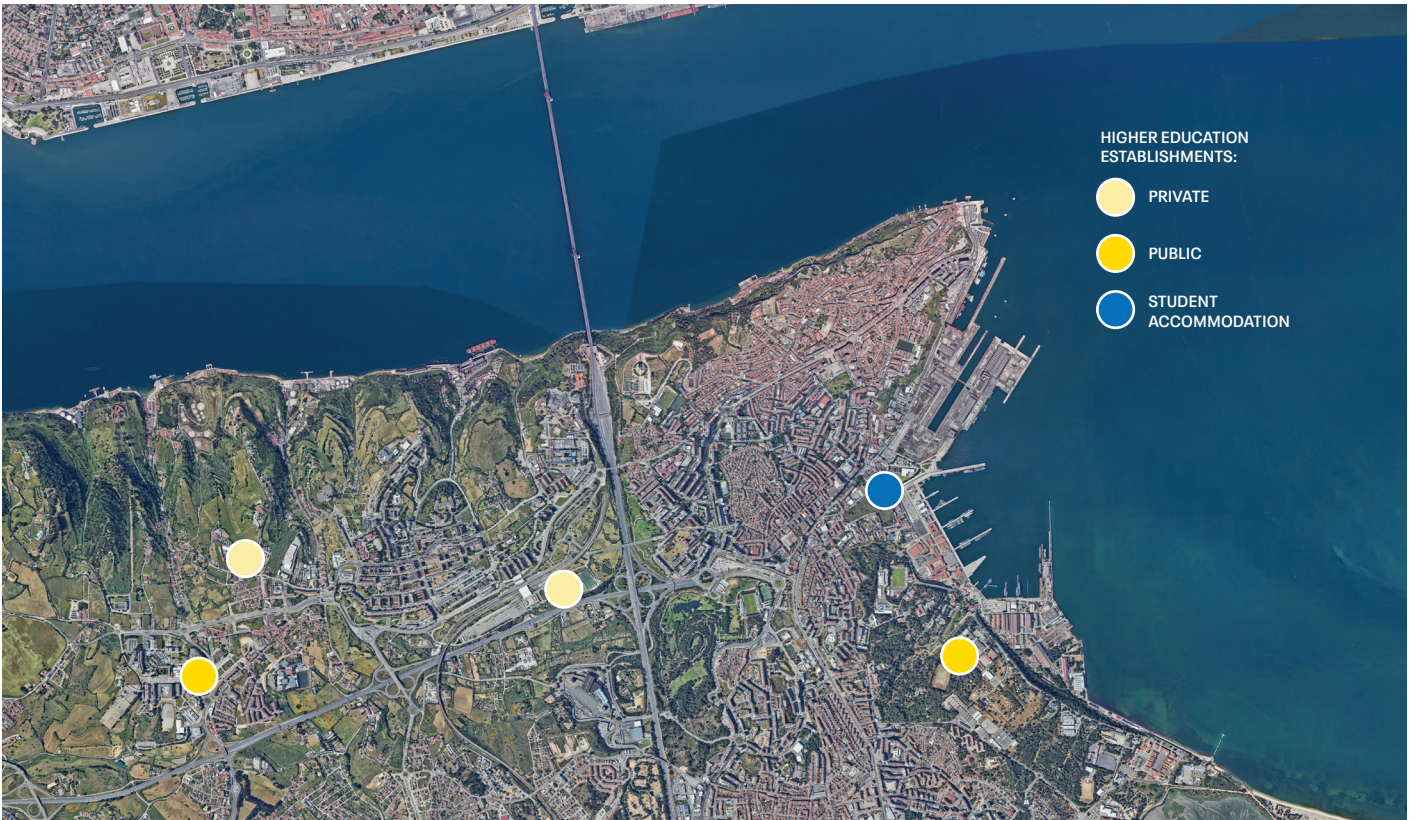 HIGHER EDUCATION
ESTABLISHMENTS:
PRIVATE
PUBLIC
STUDENT
ACCOMMODATION